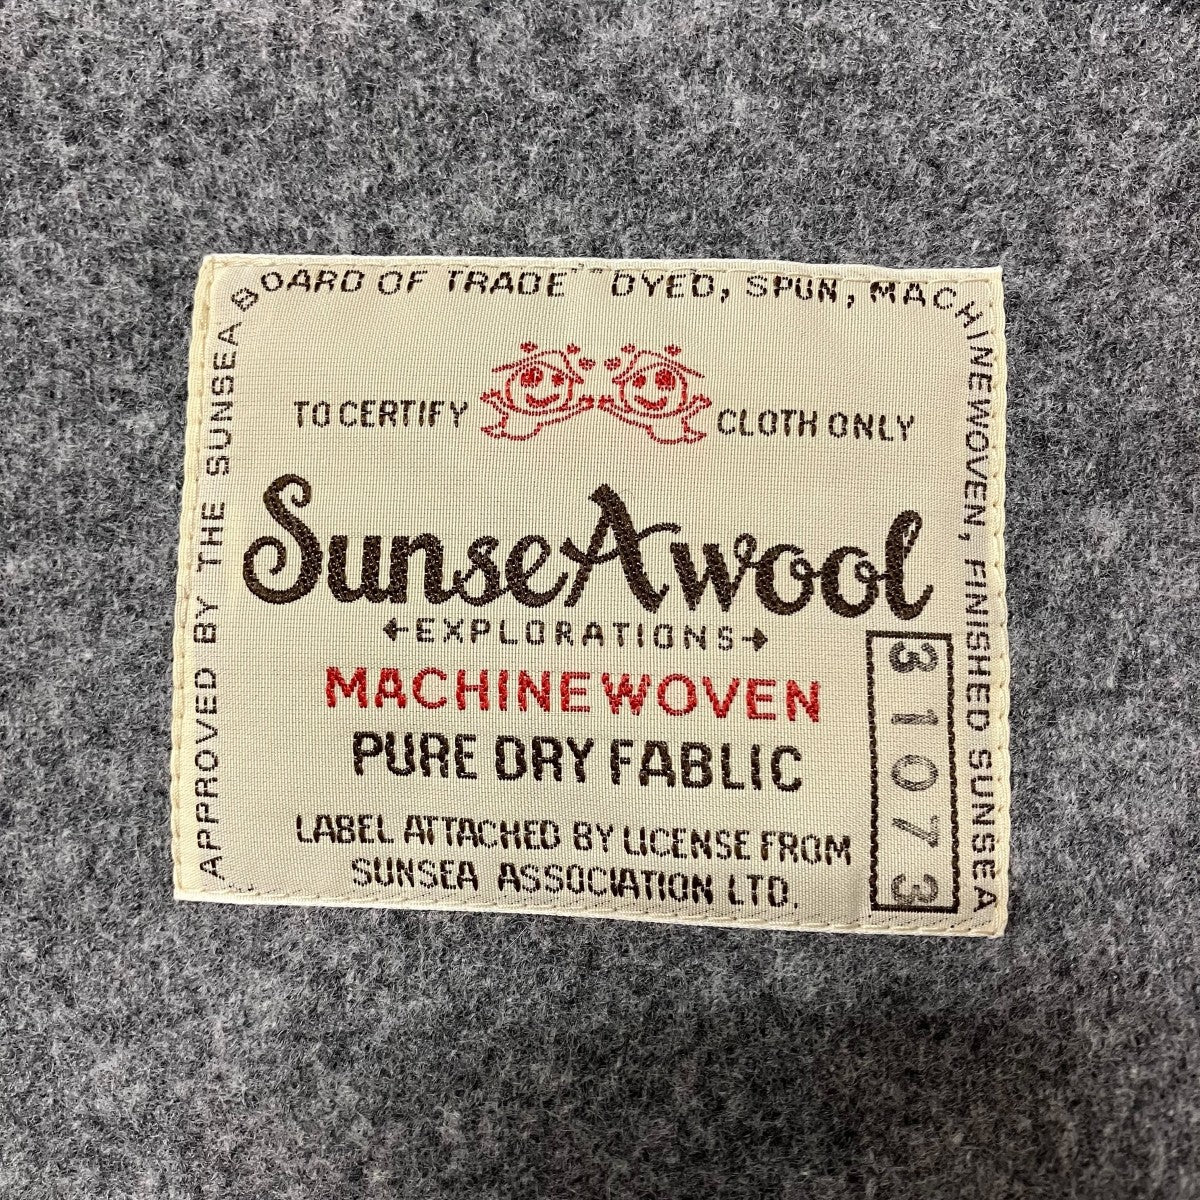 APPROVED BY THE SUNSEA BOARD OF TRADE DYED, SPUN, MACHINEWOVEN, FINISHED SUNSEA
TO CERTIFY CLOTH ONLY
SunseAwool
EXPLORATIONS
MACHINEWOVEN
PURE DRY FABLIC
LABEL ATTACHED BY LICENSE FROM
SUNSEA ASSOCIATION LTD.
31073